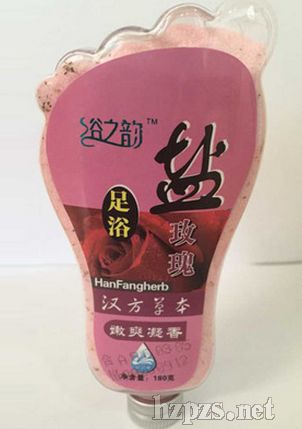 浴之韵™
盐
足浴
玫瑰
HanFangherb
汉方草本
嫩爽凝香
净含量：180克
hzpzs.net